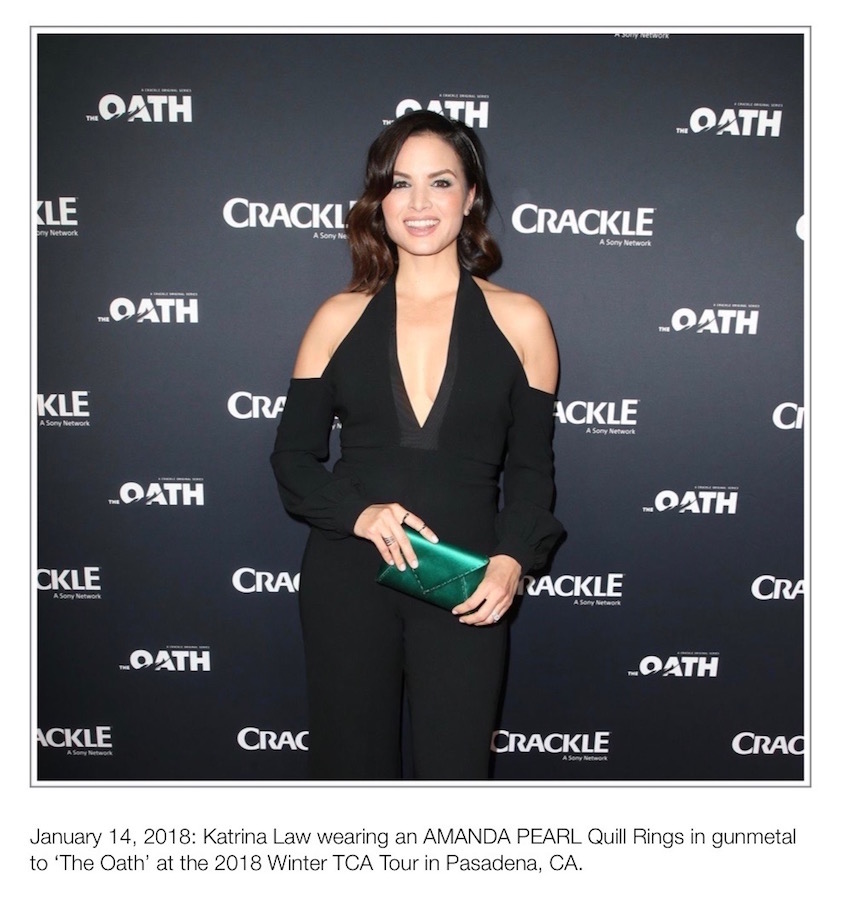 A Sony Network
A CRACKLE ORIGINAL SERIES
THE OATH
A CRACKLE ORIGINAL SERIES
THE OATH
A CRACKLE ORIGINAL SERIES
THE OATH
KLE
ony Network
CRACKL
A Sony Ne
CRACKLE
A Sony Network
C
A CRACKLE ORIGINAL SERIES
THE OATH
A CRACKLE ORIGINAL SERIES
THE OATH
KLE
A Sony Network
CRA
ACKLE
A Sony Network
CR
A CRACKLE ORIGINAL SERIES
THE OATH
A CRACKLE ORIGINAL SERIES
THE OATH
CKLE
A Sony Network
CRA
RACKLE
A Sony Network
CRA
A CRACKLE ORIGINAL SERIES
THE OATH
A CRACKLE ORIGINAL SERIES
THE OATH
ACKLE
A Sony Network
CRAC
CRACKLE
A Sony Network
CRAC
January 14, 2018: Katrina Law wearing an AMANDA PEARL Quill Rings in gunmetal
to ‘The Oath’ at the 2018 Winter TCA Tour in Pasadena, CA.